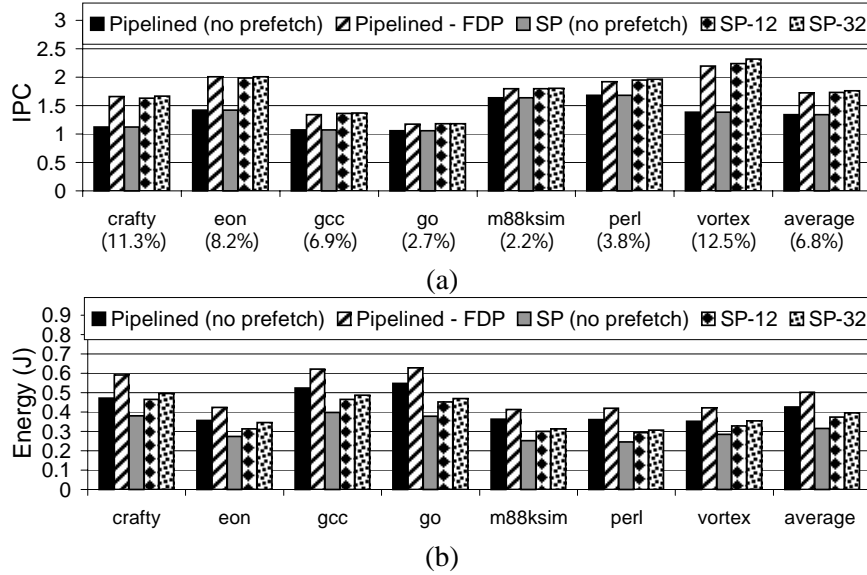 Pipelined (no prefetch) Pipelined - FDP SP (no prefetch) SP-12 SP-32
3
2.5
2
1.5
1
0.5
0
IPC
crafty eon gcc go m88ksim perl vortex average
(11.3%) (8.2%) (6.9%) (2.7%) (2.2%) (3.8%) (12.5%) (6.8%)
(a)
Pipelined (no prefetch) Pipelined - FDP SP (no prefetch) SP-12 SP-32
0.9
0.8
0.7
0.6
0.5
0.4
0.3
0.2
0.1
0
Energy (J)
crafty eon gcc go m88ksim perl vortex average
(b)